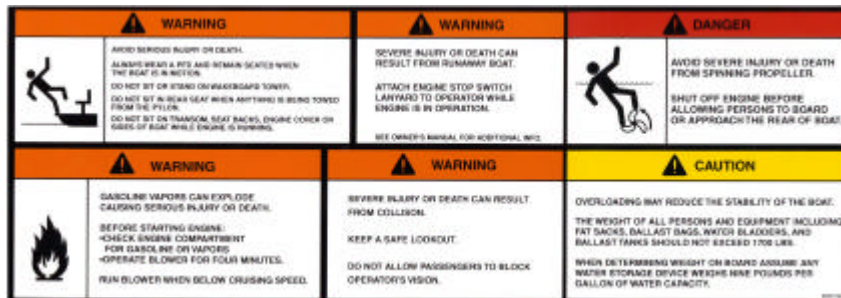 WARNING
AVOID SERIOUS INJURY OR DEATH.
ALWAYS WEAR A PFD AND REMAIN SEATED WHEN
THE BOAT IS IN MOTION.
DO NOT SIT OR STAND ON WAKEBOARD TOWER.
DO NOT SIT IN REAR SEAT WHEN ANYTHING IS BEING TOWED
FROM THE PYLON.
DO NOT SIT ON TRANSOM, SEAT BACKS, ENGINE COVER OR
SIDES OF BOAT WHILE ENGINE IS RUNNING.
WARNING
SEVERE INJURY OR DEATH CAN
RESULT FROM RUNAWAY BOAT.
ATTACH ENGINE STOP SWITCH
LANYARD TO OPERATOR WHILE
ENGINE IS IN OPERATION.
SEE OWNER'S MANUAL FOR ADDITIONAL INFO.
DANGER
AVOID SEVERE INJURY OR DEATH
FROM SPINNING PROPELLER.
SHUT OFF ENGINE BEFORE
ALLOWING PERSONS TO BOARD
OR APPROACH THE REAR OF BOAT.
WARNING
GASOLINE VAPORS CAN EXPLODE
CAUSING SERIOUS INJURY OR DEATH.
BEFORE STARTING ENGINE:
•CHECK ENGINE COMPARTMENT
FOR GASOLINE OR VAPORS
•OPERATE BLOWER FOR FOUR MINUTES.
RUN BLOWER WHEN BELOW CRUISING SPEED.
WARNING
SEVERE INJURY OR DEATH CAN RESULT
FROM COLLISON.
KEEP A SAFE LOOKOUT.
DO NOT ALLOW PASSENGERS TO BLOCK
OPERATOR'S VISION.
CAUTION
OVERLOADING MAY REDUCE THE STABILITY OF THE BOAT.
THE WEIGHT OF ALL PERSONS AND EQUIPMENT INCLUDING
FAT SACKS, BALLAST BAGS, WATER BLADDERS, AND
BALLAST TANKS SHOULD NOT EXCEED 1700 LBS.
WHEN DETERMINING WEIGHT ON BOARD ASSUME ANY
WATER STORAGE DEVICE WEIGHS NINE POUNDS PER
GALLON OF WATER CAPACITY.